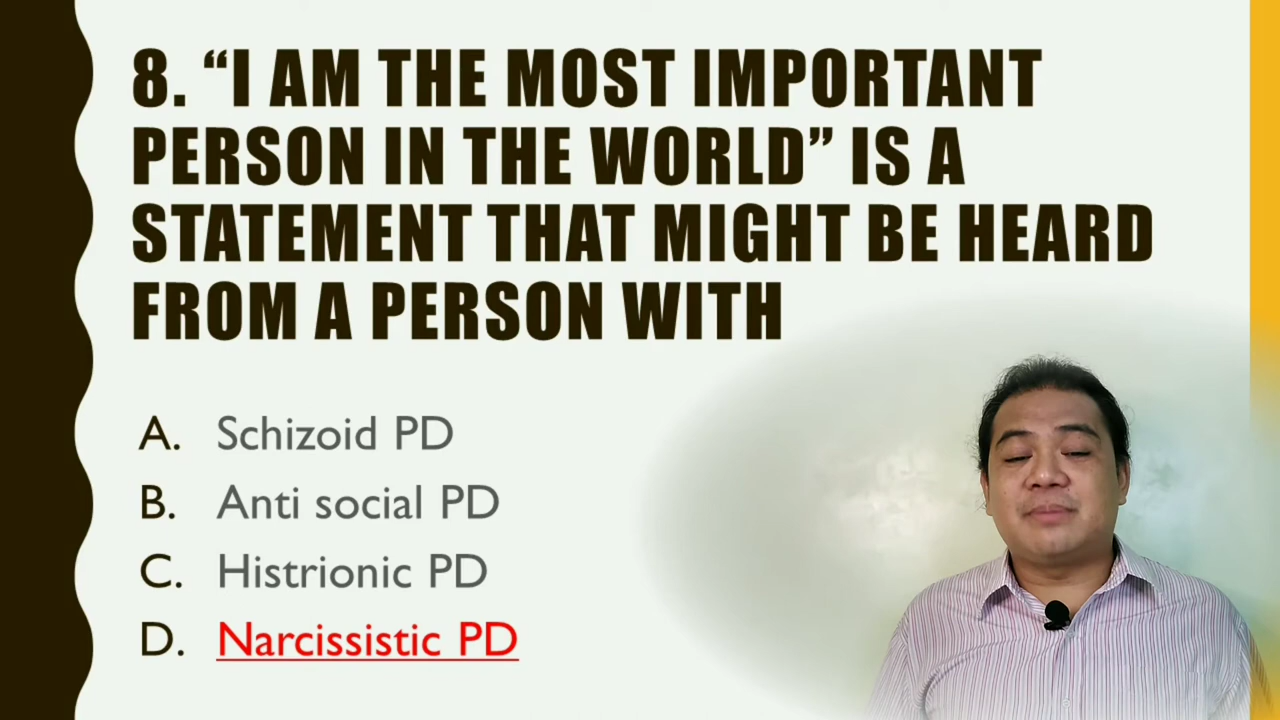 8. “I AM THE MOST IMPORTANT
PERSON IN THE WORLD” IS A
STATEMENT THAT MIGHT BE HEARD
FROM A PERSON WITH
A. Schizoid PD
B. Anti social PD
C. Histrionic PD
D. Narcissistic PD